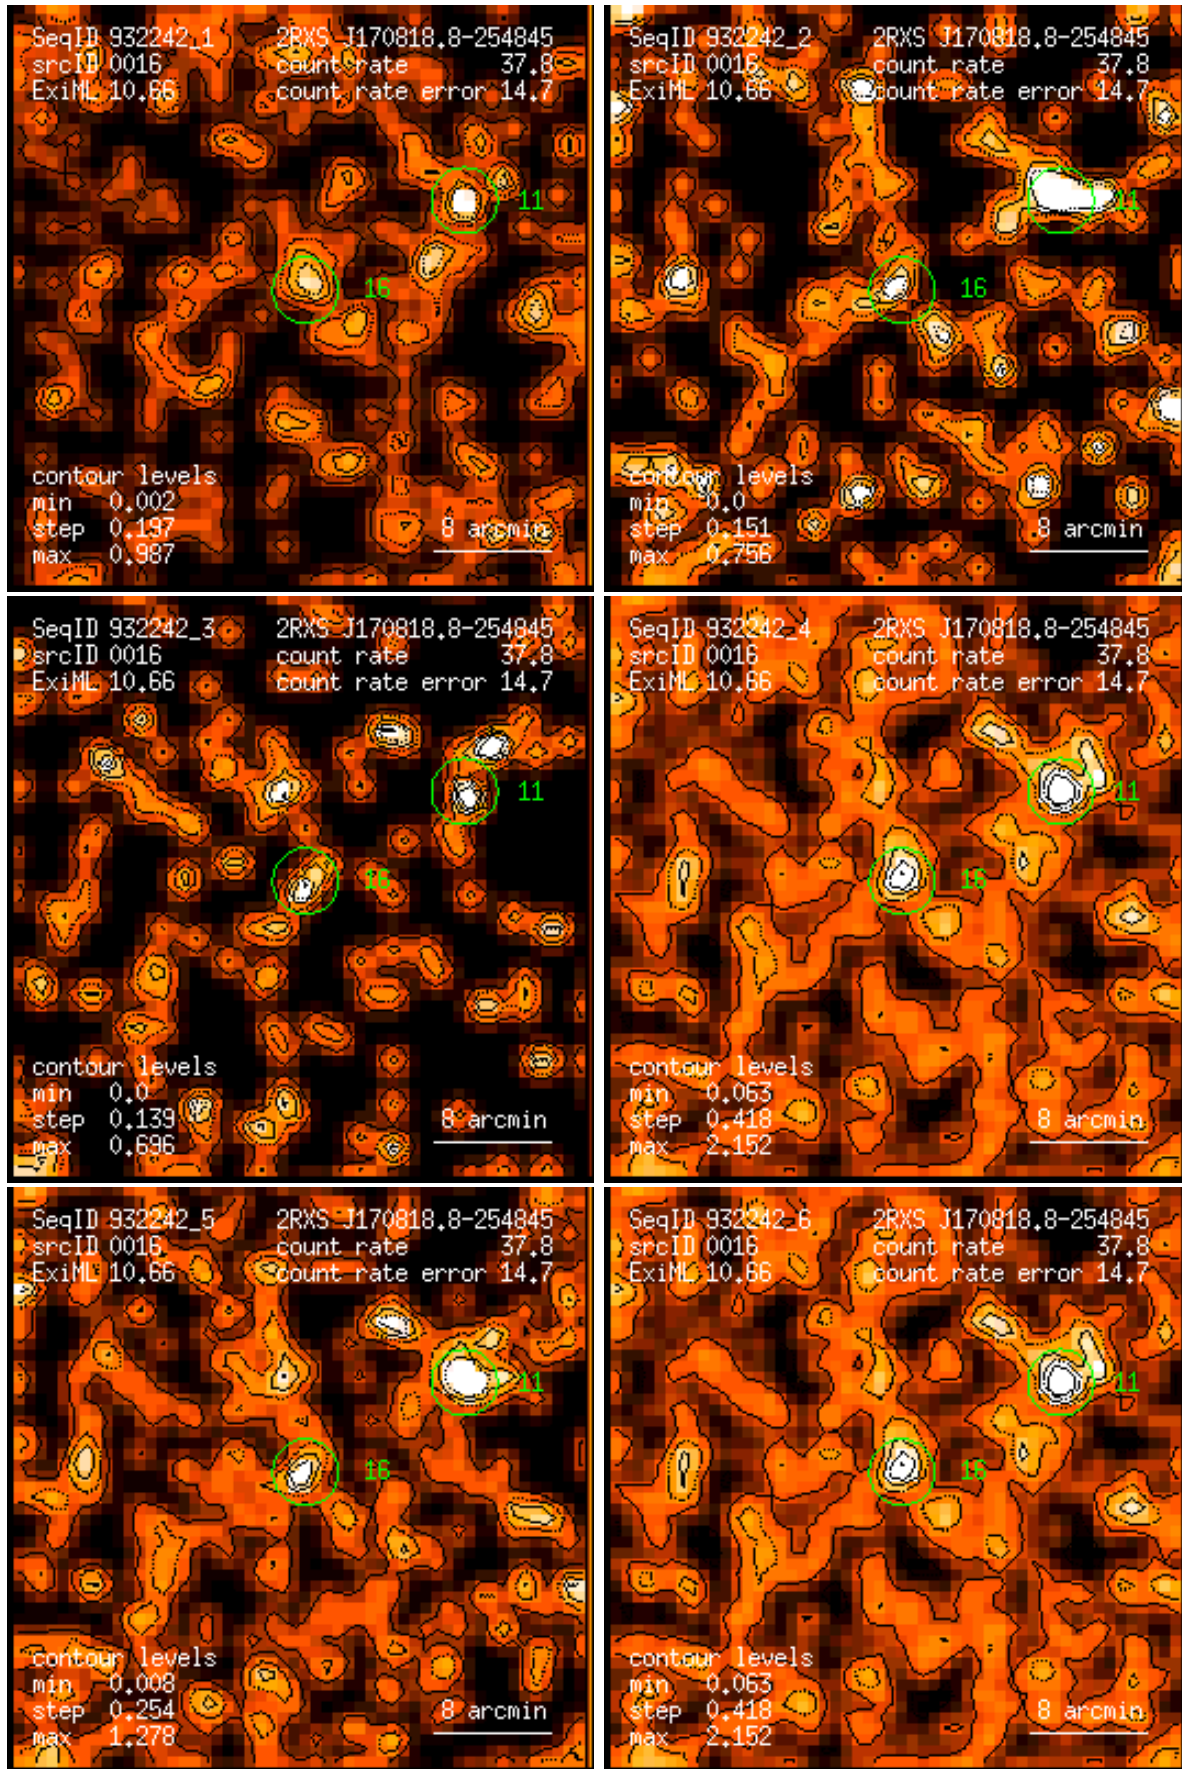 SeqID 932242_1 2RXS J170818.8-254845
srcID 0016 count rate 37.8
ExiML 10.66 count rate error 14.7
11
16
contour levels
min 0.002
step 0.197
max 0.987
8 arcmin
SeqID 932242_2 2RXS J170818.8-254845
srcID 0016 count rate 37.8
ExiML 10.66 count rate error 14.7
11
16
contour levels
min 0.0
step 0.151
max 0.756
8 arcmin
SeqID 932242_3 2RXS J170818.8-254845
srcID 0016 count rate 37.8
ExiML 10.66 count rate error 14.7
11
16
contour levels
min 0.0
step 0.139
max 0.696
8 arcmin
SeqID 932242_4 2RXS J170818.8-254845
srcID 0016 count rate 37.8
ExiML 10.66 count rate error 14.7
11
16
contour levels
min 0.063
step 0.418
max 2.152
8 arcmin
SeqID 932242_5 2RXS J170818.8-254845
srcID 0016 count rate 37.8
ExiML 10.66 count rate error 14.7
11
16
contour levels
min 0.008
step 0.254
max 1.278
8 arcmin
SeqID 932242_6 2RXS J170818.8-254845
srcID 0016 count rate 37.8
ExiML 10.66 count rate error 14.7
11
16
contour levels
min 0.063
step 0.418
max 2.152
8 arcmin